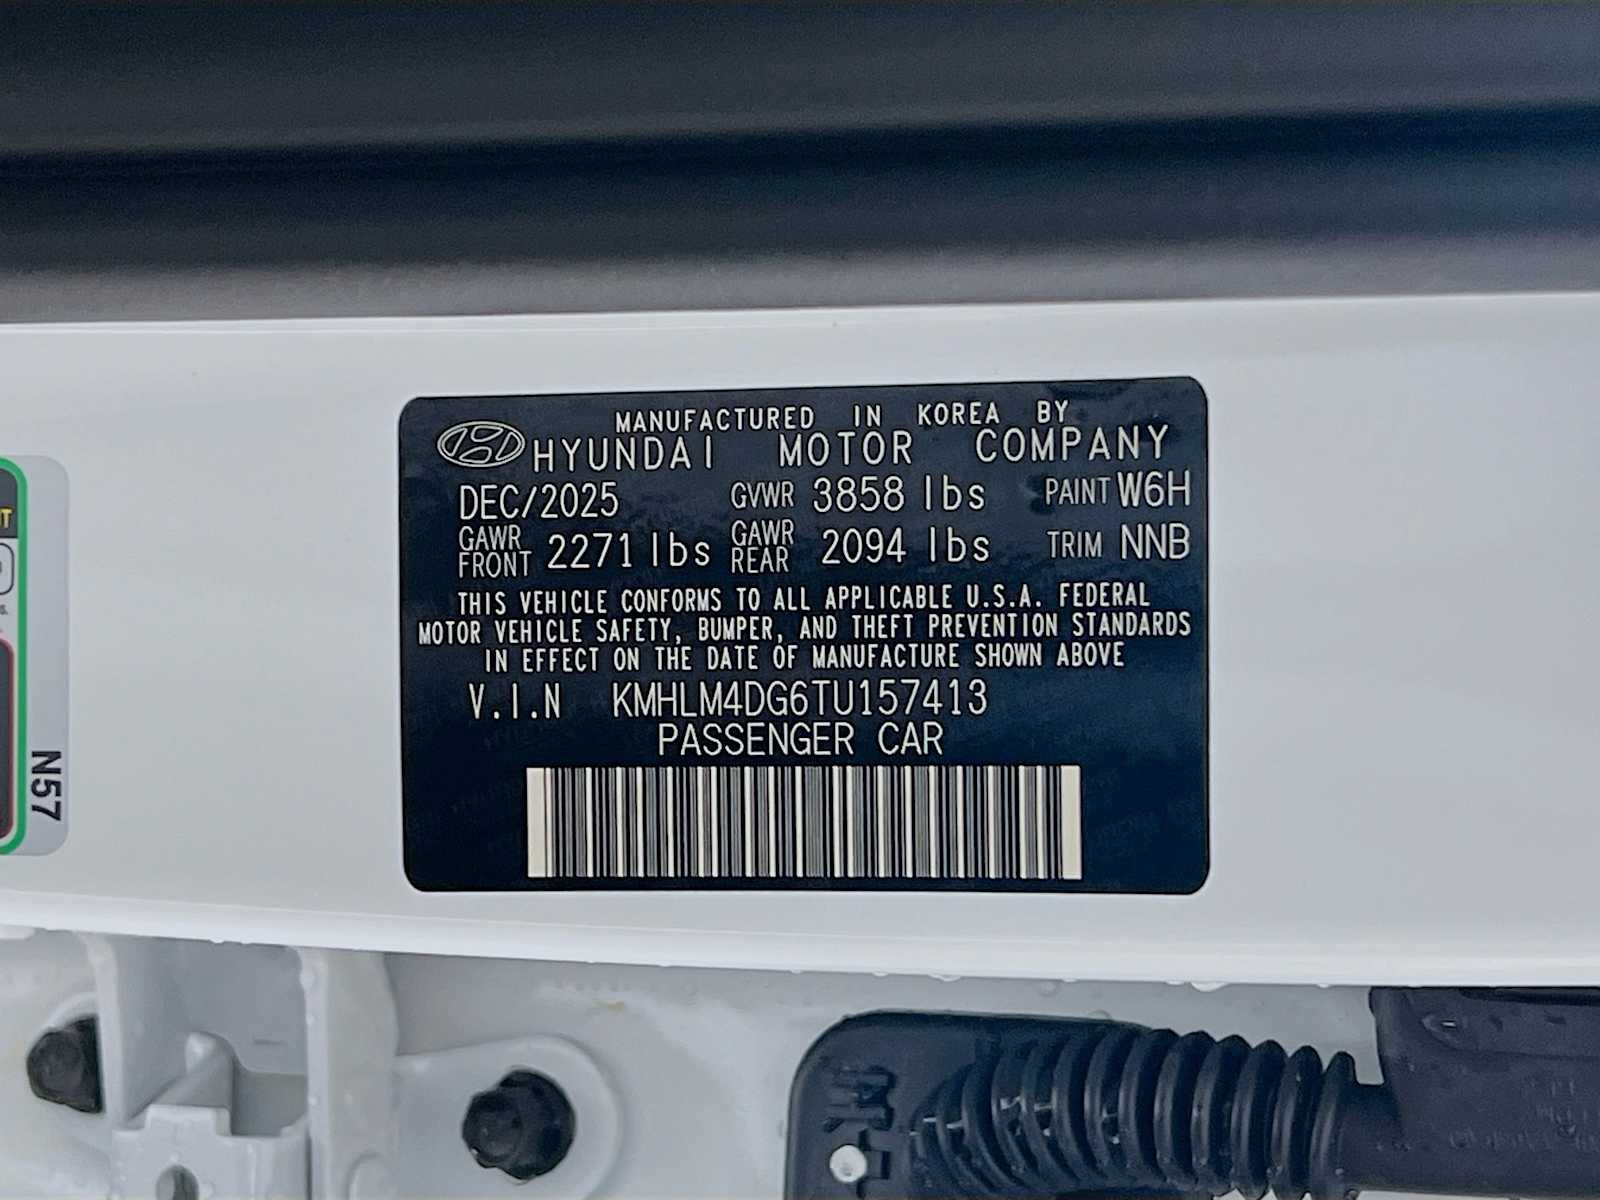 MANUFACTURED IN KOREA BY
HYUNDAI MOTOR COMPANY
DEC/2025 GVWR 3858 lbs PAINT W6H
GAWR FRONT 2271 lbs GAWR REAR 2094 lbs TRIM NNB
THIS VEHICLE CONFORMS TO ALL APPLICABLE U.S.A. FEDERAL
MOTOR VEHICLE SAFETY, BUMPER, AND THEFT PREVENTION STANDARDS
IN EFFECT ON THE DATE OF MANUFACTURE SHOWN ABOVE
V.I.N KMHLM4DG6TU157413
PASSENGER CAR
N57